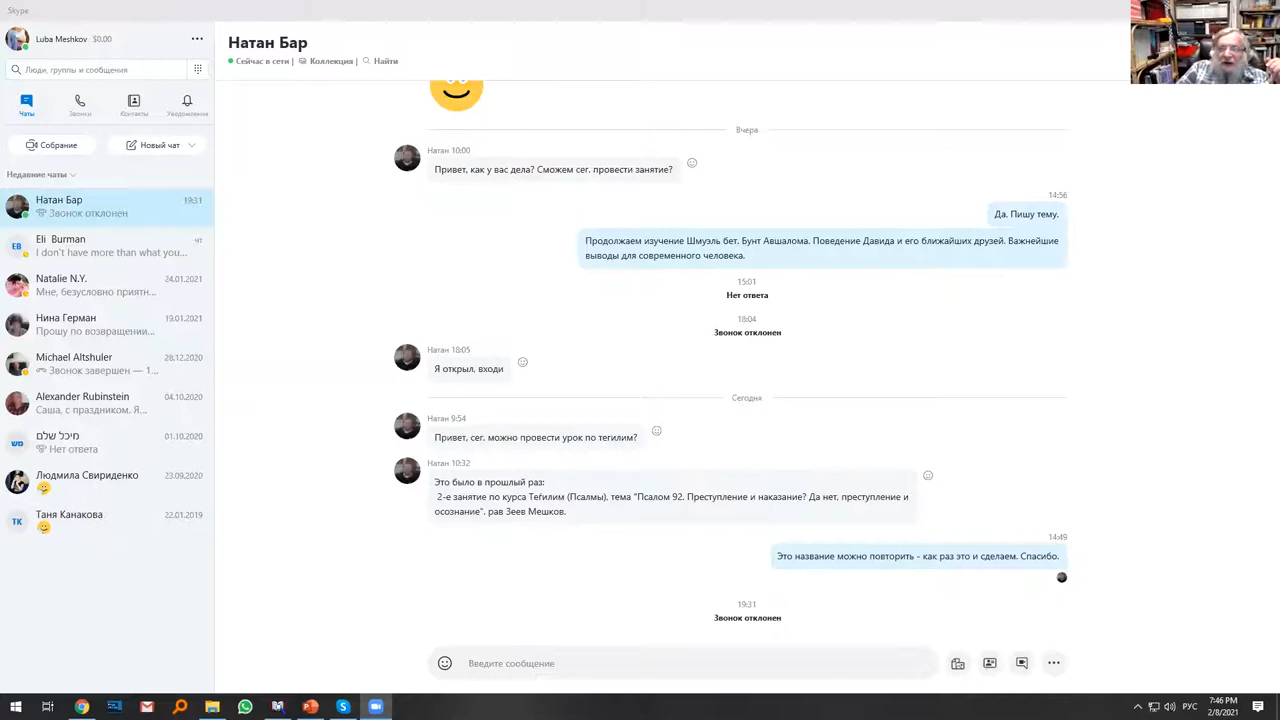 Skype
Luba Meshkov $0.00
Люди, группы и сообщения
Чаты
Звонки
Контакты
Уведомления
Собрание
Новый чат
Недавние чаты
Натан Бар 19:31
Звонок отклонен
EB
Eli Burman чт
I don't have more than what you...
Natalie N.Y. 24.01.2021
Мне, безусловно приятн...
Нина Герман 19.01.2021
Прошу по возвращении...
Michael Altshuler 28.12.2020
Звонок завершен — 1...
Alexander Rubinstein 04.10.2020
Саша, с праздником. Я...
מיכל שלם 01.10.2020
Нет ответа
Людмила Свириденко 23.09.2020
ТК
Таня Канакова 22.01.2019
Натан Бар
Сейчас в сети | Коллекция | Найти
Вчера
Натан 10:00
Привет, как у вас дела? Сможем сег. провести занятие?
14:56
Да. Пишу тему.
Продолжаем изучение Шмуэль бет. Бунт Авшалома. Поведение Давида и его ближайших друзей. Важнейшие
выводы для современного человека.
15:01
Нет ответа
18:04
Звонок отклонен
Натан 18:05
Я открыл, входи
Сегодня
Натан 9:54
Привет, сег. можно провести урок по тегилим?
Натан 10:32
Это было в прошлый раз:
2-е занятие по курса Теѓилим (Псалмы), тема "Псалом 92. Преступление и наказание? Да нет, преступление и
осознание". рав Зеев Мешков.
14:49
Это название можно повторить - как раз это и сделаем. Спасибо.
19:31
Звонок отклонен
Введите сообщение
РУС
7:46 PM
2/8/2021